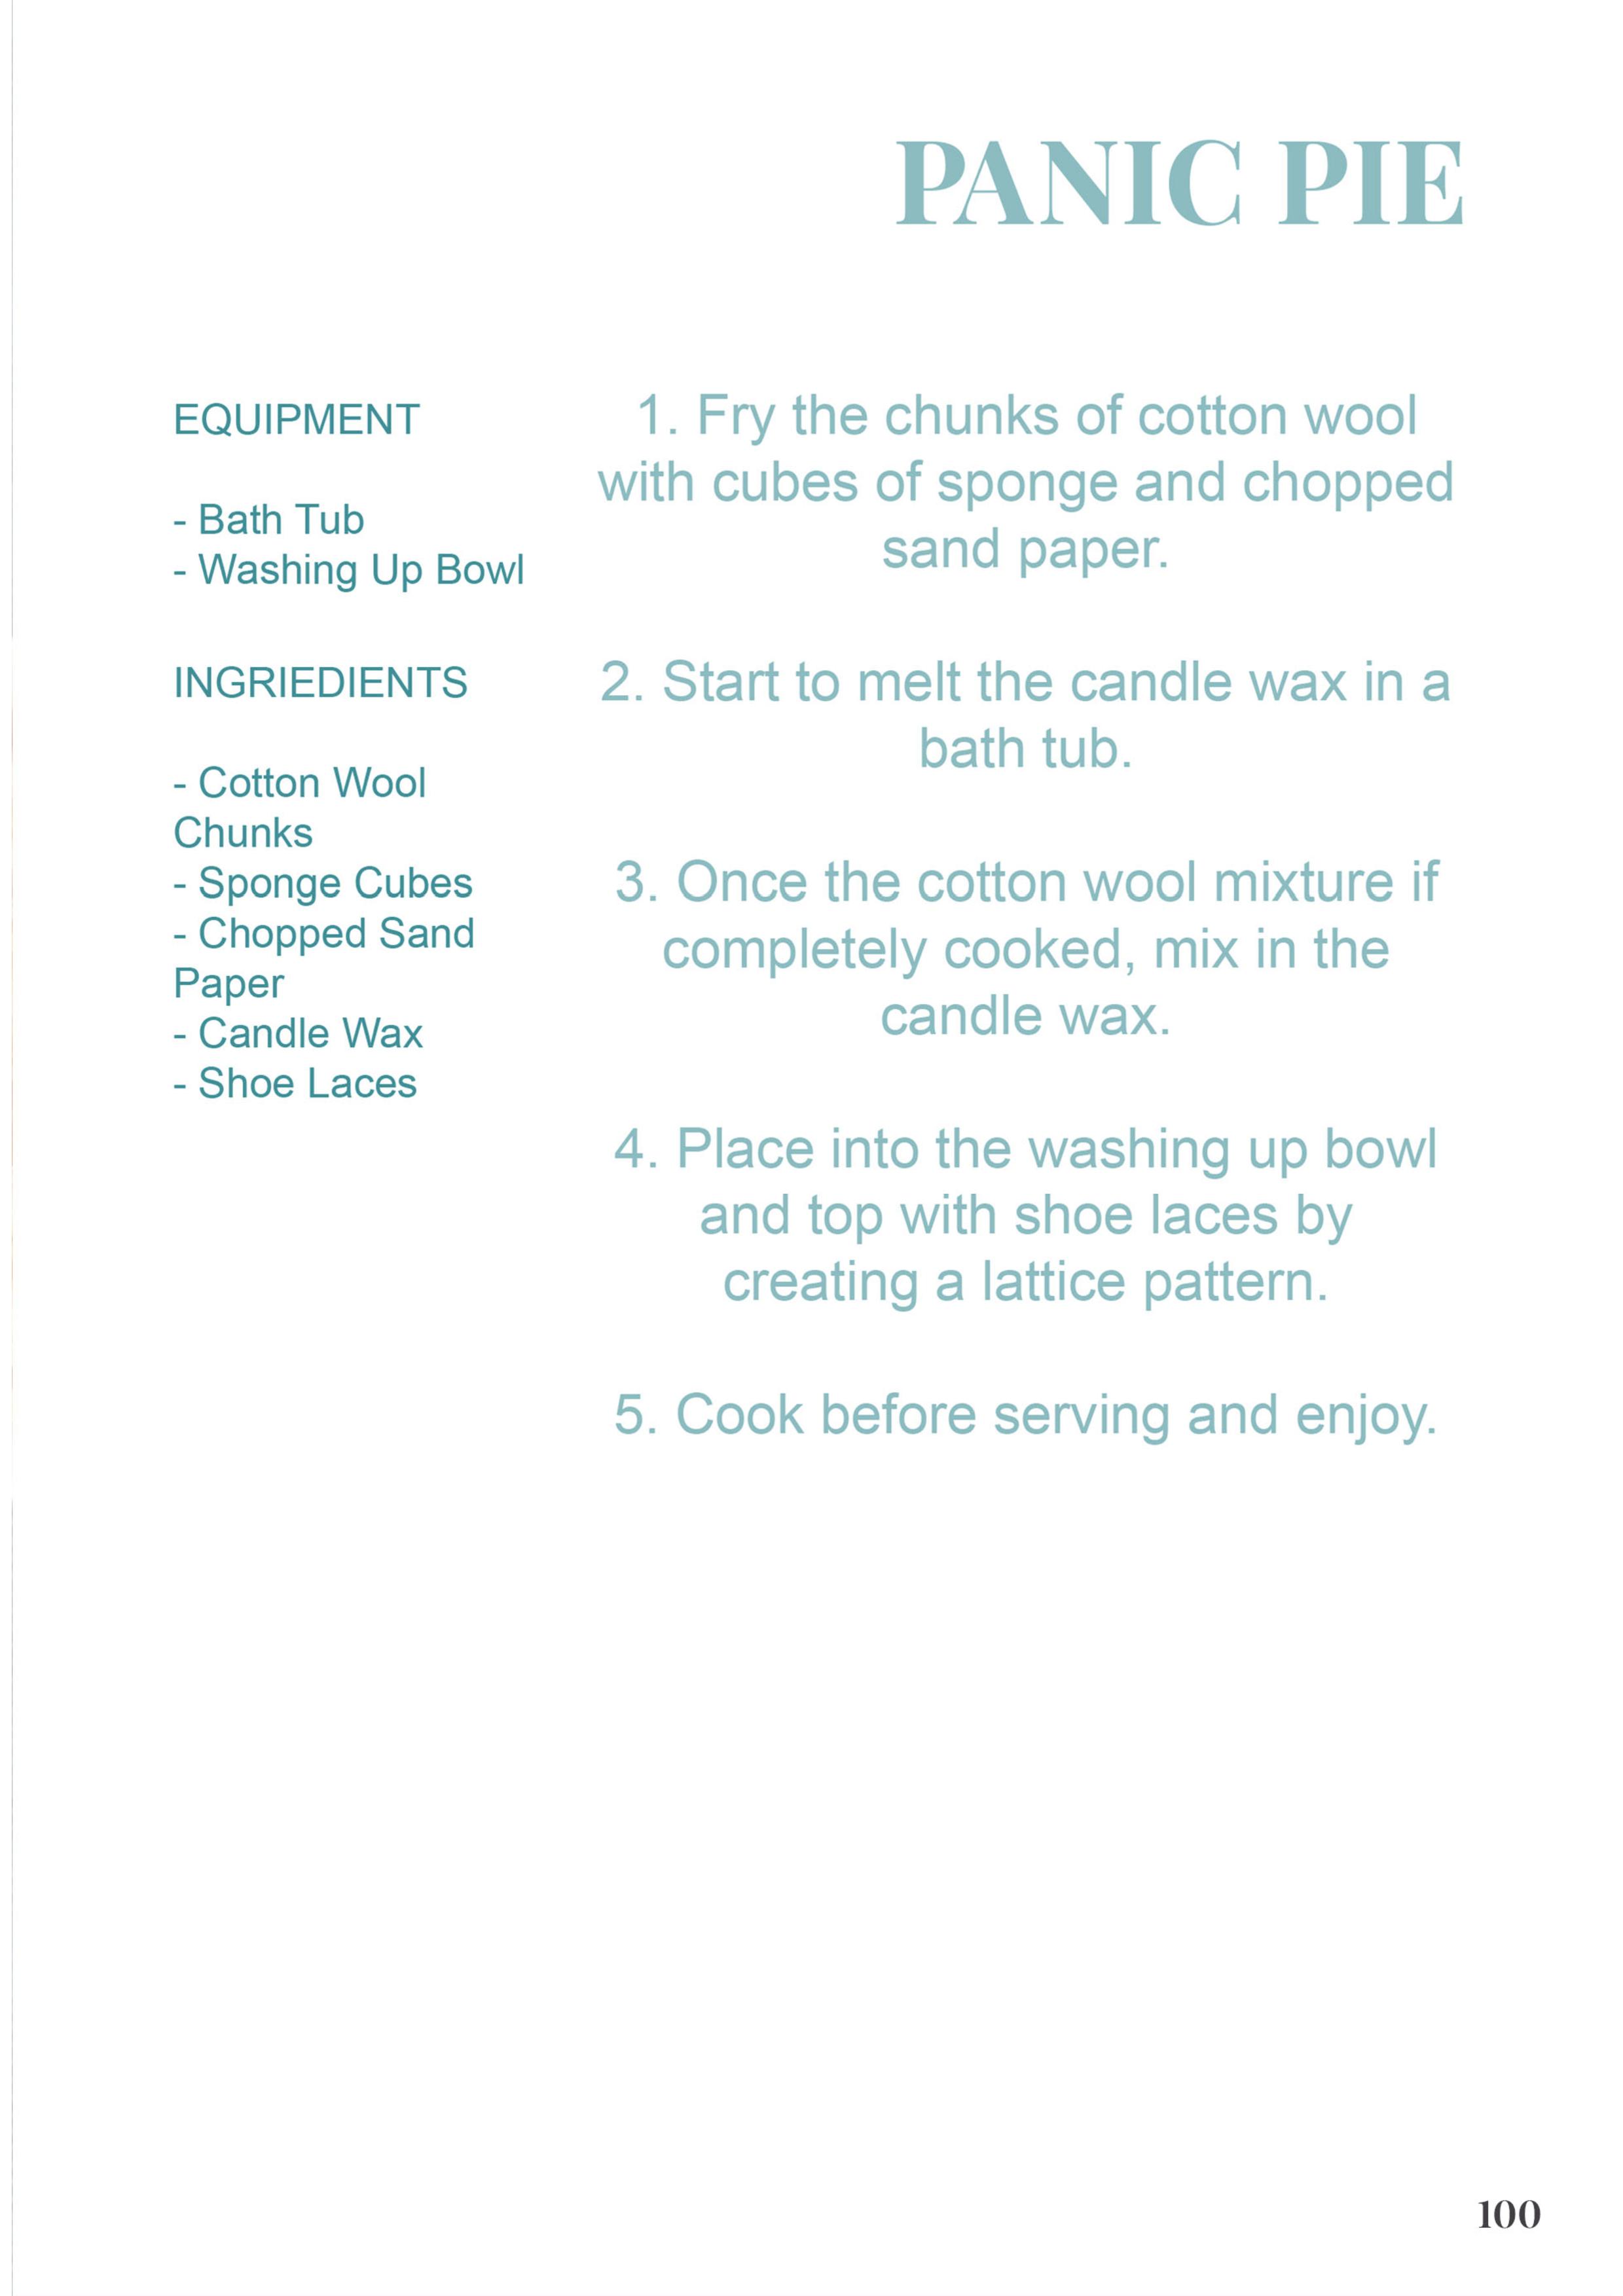 PANIC PIE
EQUIPMENT
- Bath Tub
- Washing Up Bowl
INGRIEDIENTS
- Cotton Wool
Chunks
- Sponge Cubes
- Chopped Sand
Paper
- Candle Wax
- Shoe Laces
1. Fry the chunks of cotton wool
with cubes of sponge and chopped
sand paper.
2. Start to melt the candle wax in a
bath tub.
3. Once the cotton wool mixture if
completely cooked, mix in the
candle wax.
4. Place into the washing up bowl
and top with shoe laces by
creating a lattice pattern.
5. Cook before serving and enjoy.
100